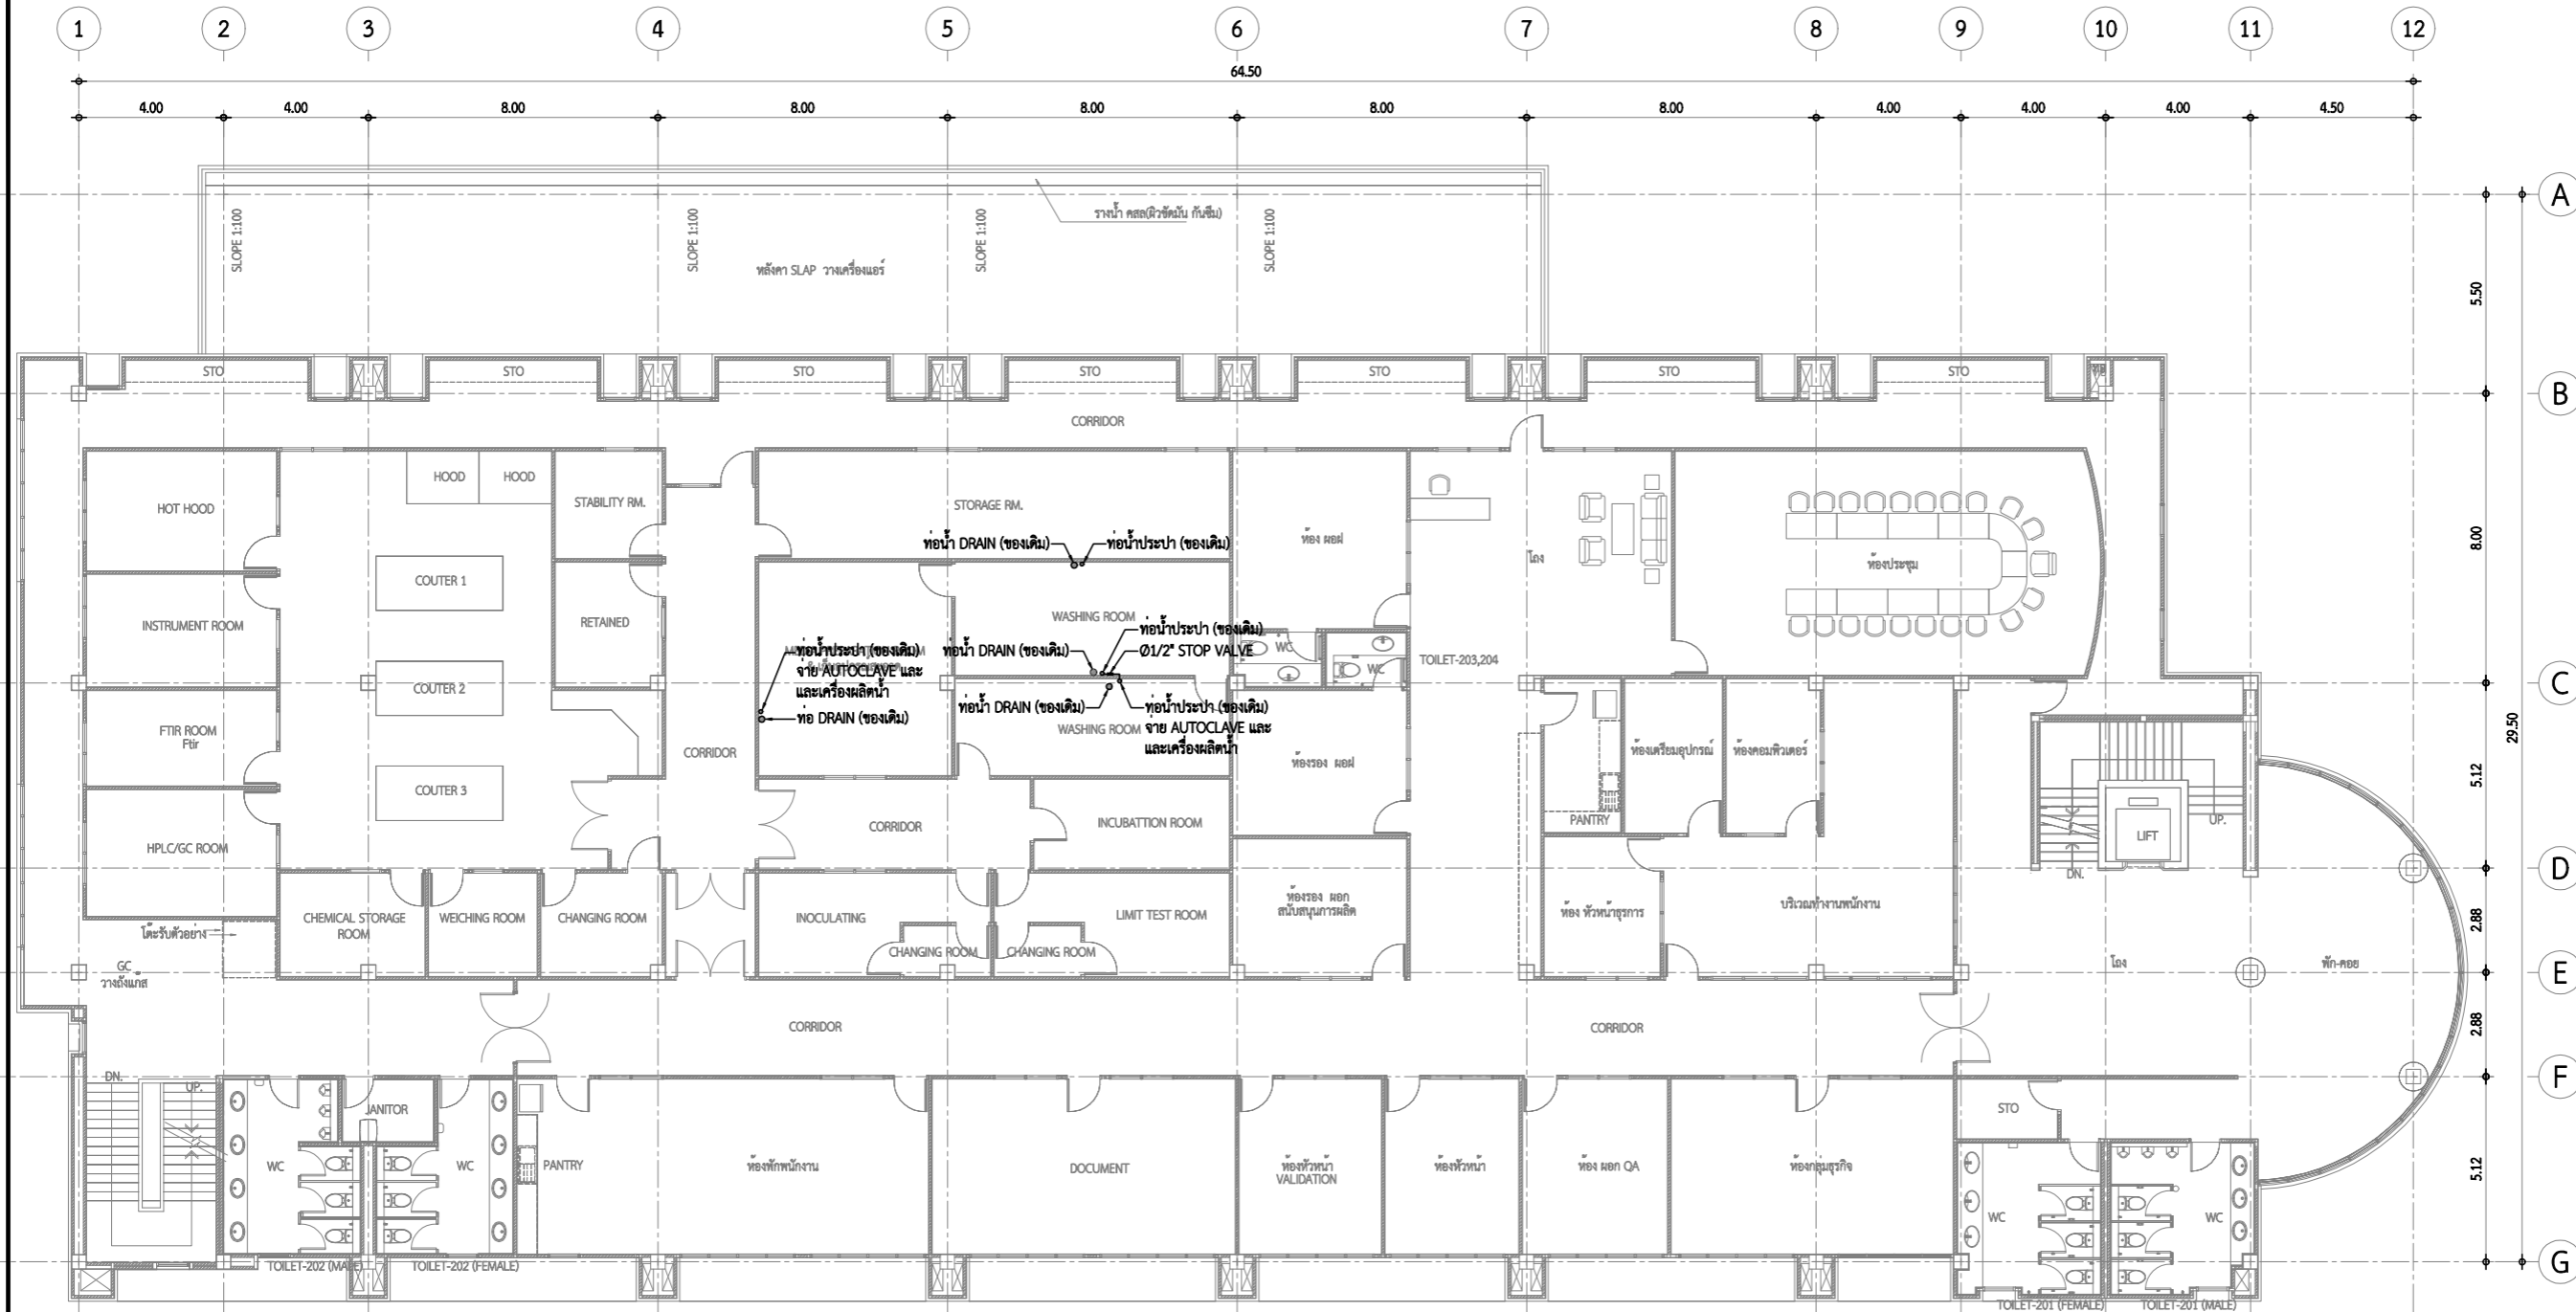 1 2 3 4 5 6 7 8 9 10 11 12
64.50
4.00 4.00 8.00 8.00 8.00 8.00 8.00 4.00 4.00 4.00 4.50
A
SLOPE 1:100 SLOPE 1:100 SLOPE 1:100 SLOPE 1:100
รางน้ำ คสล(ผิวขัดมัน กันซึม)
หลังคา SLAP วางเครื่องแอร์
5.50
STO STO STO STO STO STO STO
B
CORRIDOR
HOOD HOOD
HOT HOOD
STABILITY RM.
STORAGE RM.
ท่อน้ำ DRAIN (ของเดิม) ท่อน้ำประปา (ของเดิม)
ห้อง ผอฝ
โถง
ห้องประชุม
8.00
COUTER 1
INSTRUMENT ROOM
RETAINED
WASHING ROOM
ท่อน้ำประปา (ของเดิม)
Ø1/2" STOP VALVE
ท่อน้ำ DRAIN (ของเดิม)
ท่อน้ำประปา (ของเดิม)
จ่าย AUTOCLAVE และ
และเครื่องผลิตน้ำ
ท่อ DRAIN (ของเดิม)
WC WC
TOILET-203,204
C
COUTER 2
ท่อน้ำ DRAIN (ของเดิม)
ท่อน้ำประปา (ของเดิม)
จ่าย AUTOCLAVE และ
และเครื่องผลิตน้ำ
WASHING ROOM
FTIR ROOM
Ftir
CORRIDOR
ห้องรอง ผอฝ
ห้องเตรียมอุปกรณ์
ห้องคอมพิวเตอร์
29.50
5.12
COUTER 3
HPLC/GC ROOM
CORRIDOR
INCUBATTION ROOM
PANTRY
LIFT
UP.
DN.
D
CHEMICAL STORAGE
ROOM
WEICHING ROOM
CHANGING ROOM
INOCULATING
CHANGING ROOM
CHANGING ROOM
LIMIT TEST ROOM
ห้องรอง ผอก
สนับสนุนการผลิต
ห้อง หัวหน้าธุรการ
บริเวณทำงานพนักงาน
2.88
โต๊ะรับตัวอย่าง
GC
วางถังแก๊ส
โถง
พัก-คอย
E
CORRIDOR
CORRIDOR
2.88
F
DN.
UP.
JANITOR
STO
WC
WC
PANTRY
ห้องพักพนักงาน
DOCUMENT
ห้องหัวหน้า
VALIDATION
ห้องหัวหน้า
ห้อง ผอก QA
ห้องกลุ่มธุรกิจ
WC
WC
5.12
G
TOILET-202 (MALE)
TOILET-202 (FEMALE)
TOILET-201 (FEMALE)
TOILET-201 (MALE)